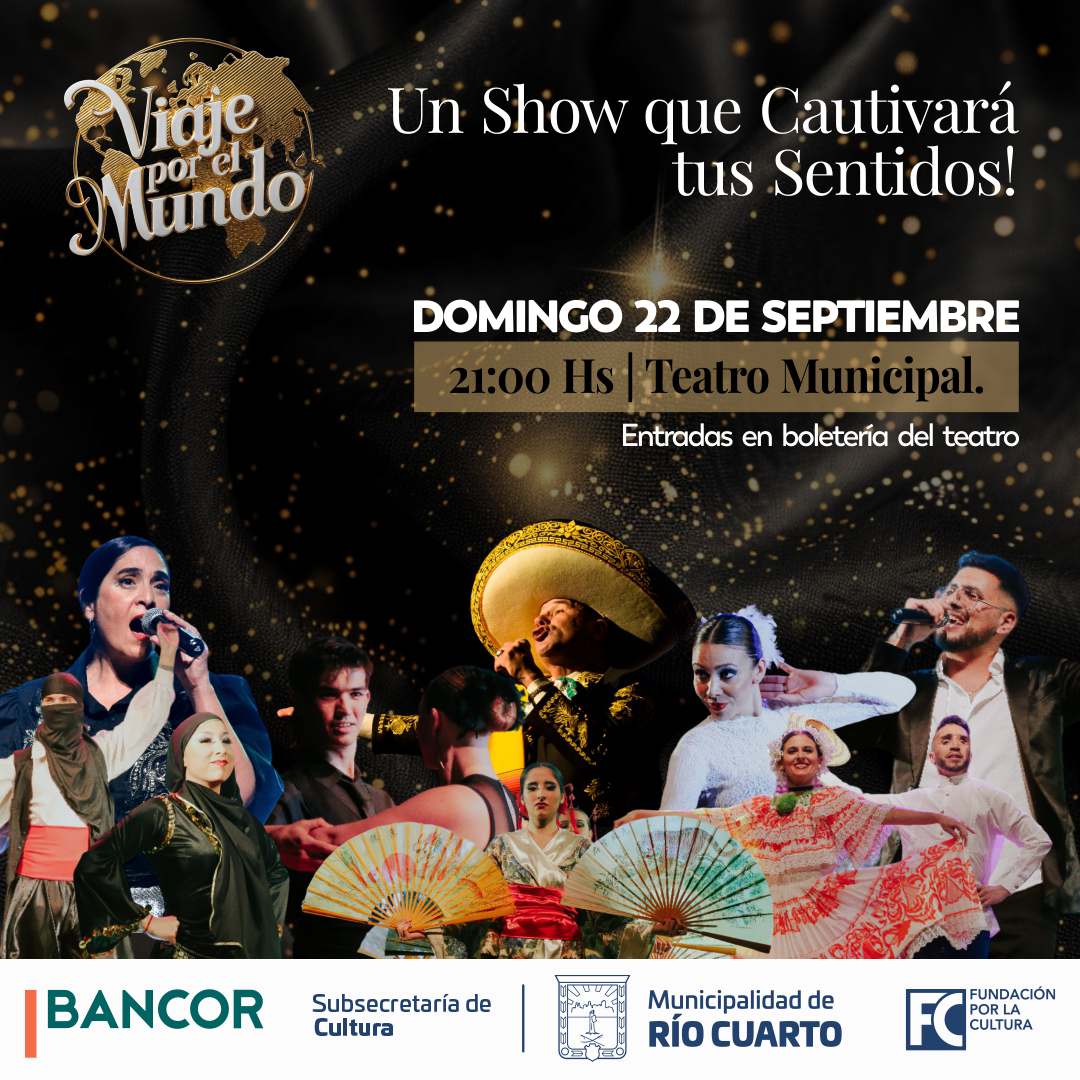 Viaje
por el
Mundo
Un Show que Cautivará
tus Sentidos!
DOMINGO 22 DE SEPTIEMBRE
21:00 Hs | Teatro Municipal.
Entradas en boletería del teatro
BANCOR
Subsecretaría de
Cultura
Municipalidad de
RÍO CUARTO
FC
FUNDACIÓN
POR LA
CULTURA